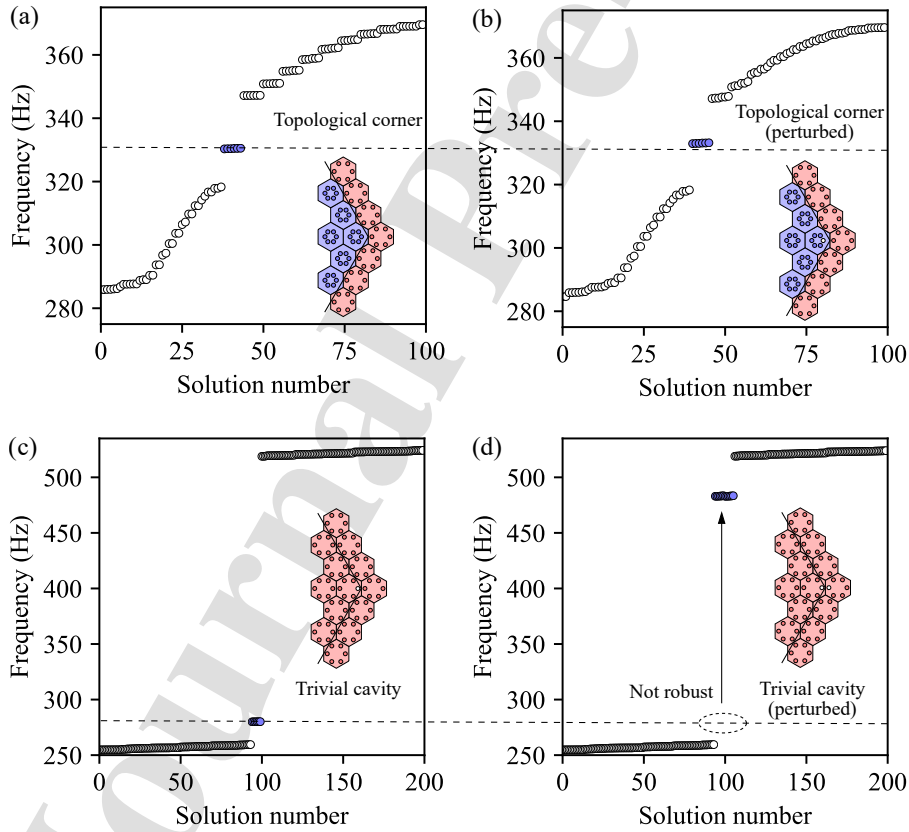 (a)
Frequency (Hz)
360
340
320
300
280
Topological corner
0 25 50 75 100
Solution number
(b)
Frequency (Hz)
360
340
320
300
280
Topological corner
(perturbed)
0 25 50 75 100
Solution number
(c)
Frequency (Hz)
500
450
400
350
300
250
Trivial cavity
0 50 100 150 200
Solution number
(d)
Frequency (Hz)
500
450
400
350
300
250
Not robust
Trivial cavity
(perturbed)
0 50 100 150 200
Solution number
Journal Pre